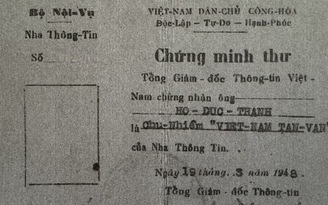 Bộ Nội-Vụ
Nha Thông-Tin
Số
VIỆT-NAM DÂN-CHỦ CỘNG-HÒA
Độc-Lập - Tự-Do - Hạnh-Phúc
Chứng minh thư
Tổng Giám-đốc Thông-tin Việt-
Nam chứng nhận ông
HO-DUC-THANH
là Chu-Nhiem "VIET-NAM TAN-VAN"
của Nha Thông Tin.
Ngày 19 tháng 3 năm 1948
Tổng Giám-đốc Thông-tin